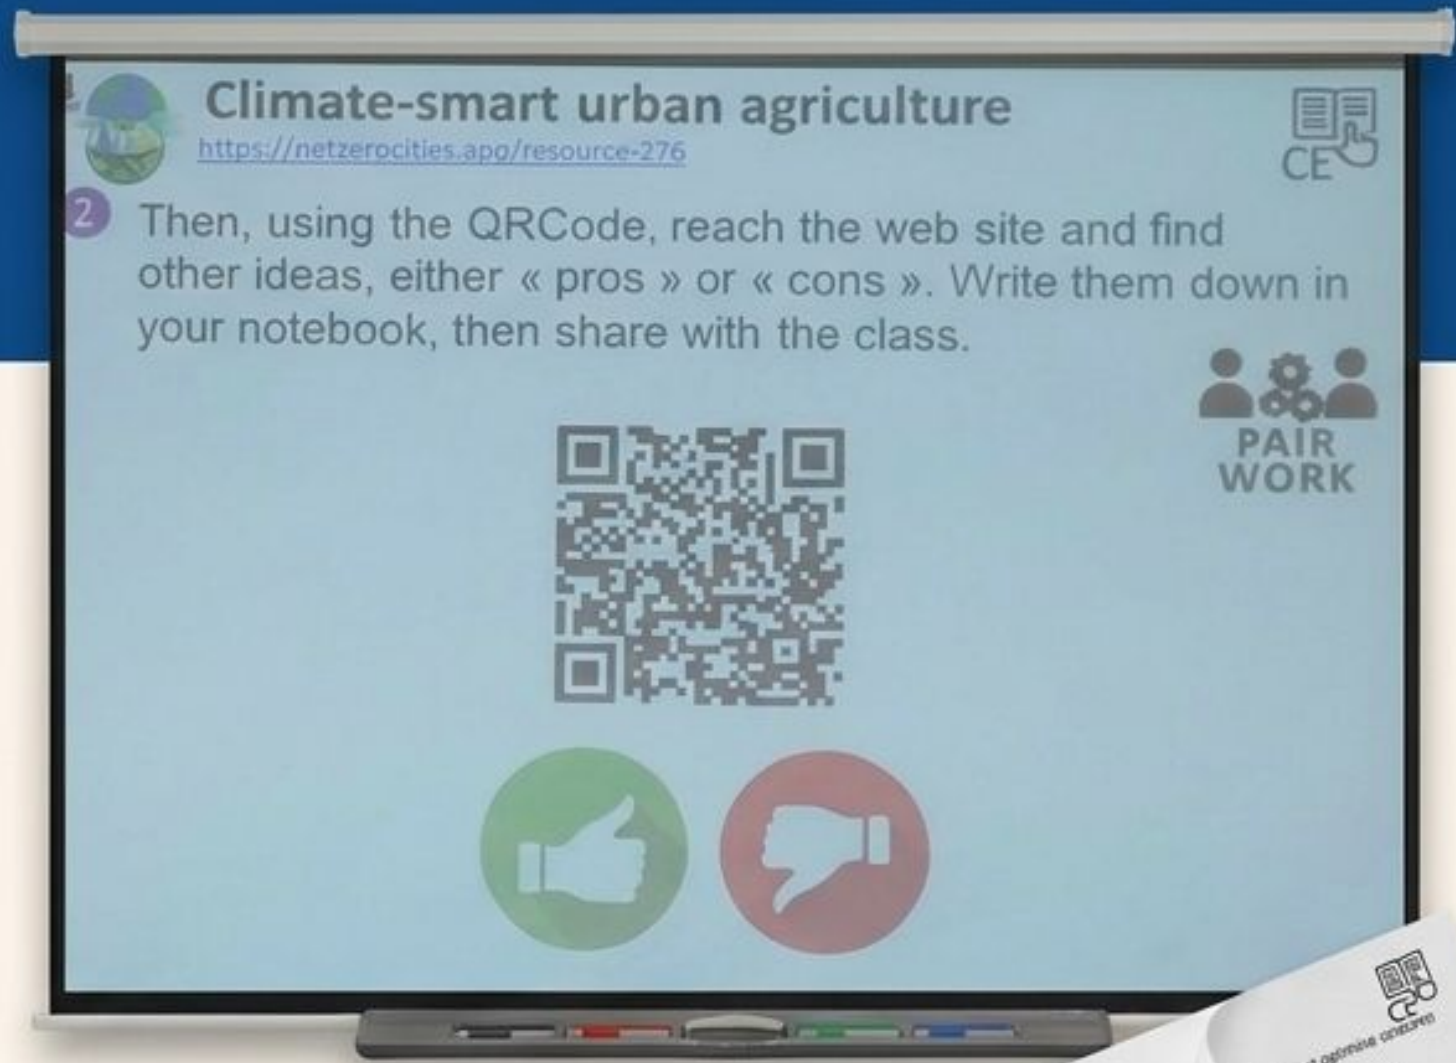 Climate-smart urban agriculture
https://netzerocities.apg/resource-276
CE
2
Then, using the QRCode, reach the web site and find
other ideas, either « pros » or « cons ». Write them down in
your notebook, then share with the class.
PAIR
WORK
CE